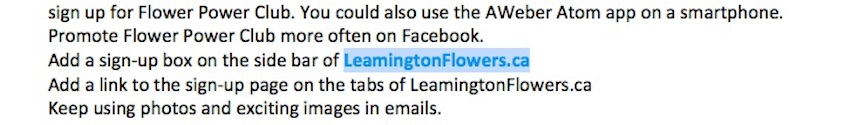 sign up for Flower Power Club. You could also use the AWeber Atom app on a smartphone.
Promote Flower Power Club more often on Facebook.
Add a sign-up box on the side bar of LeamingtonFlowers.ca
Add a link to the sign-up page on the tabs of LeamingtonFlowers.ca
Keep using photos and exciting images in emails.